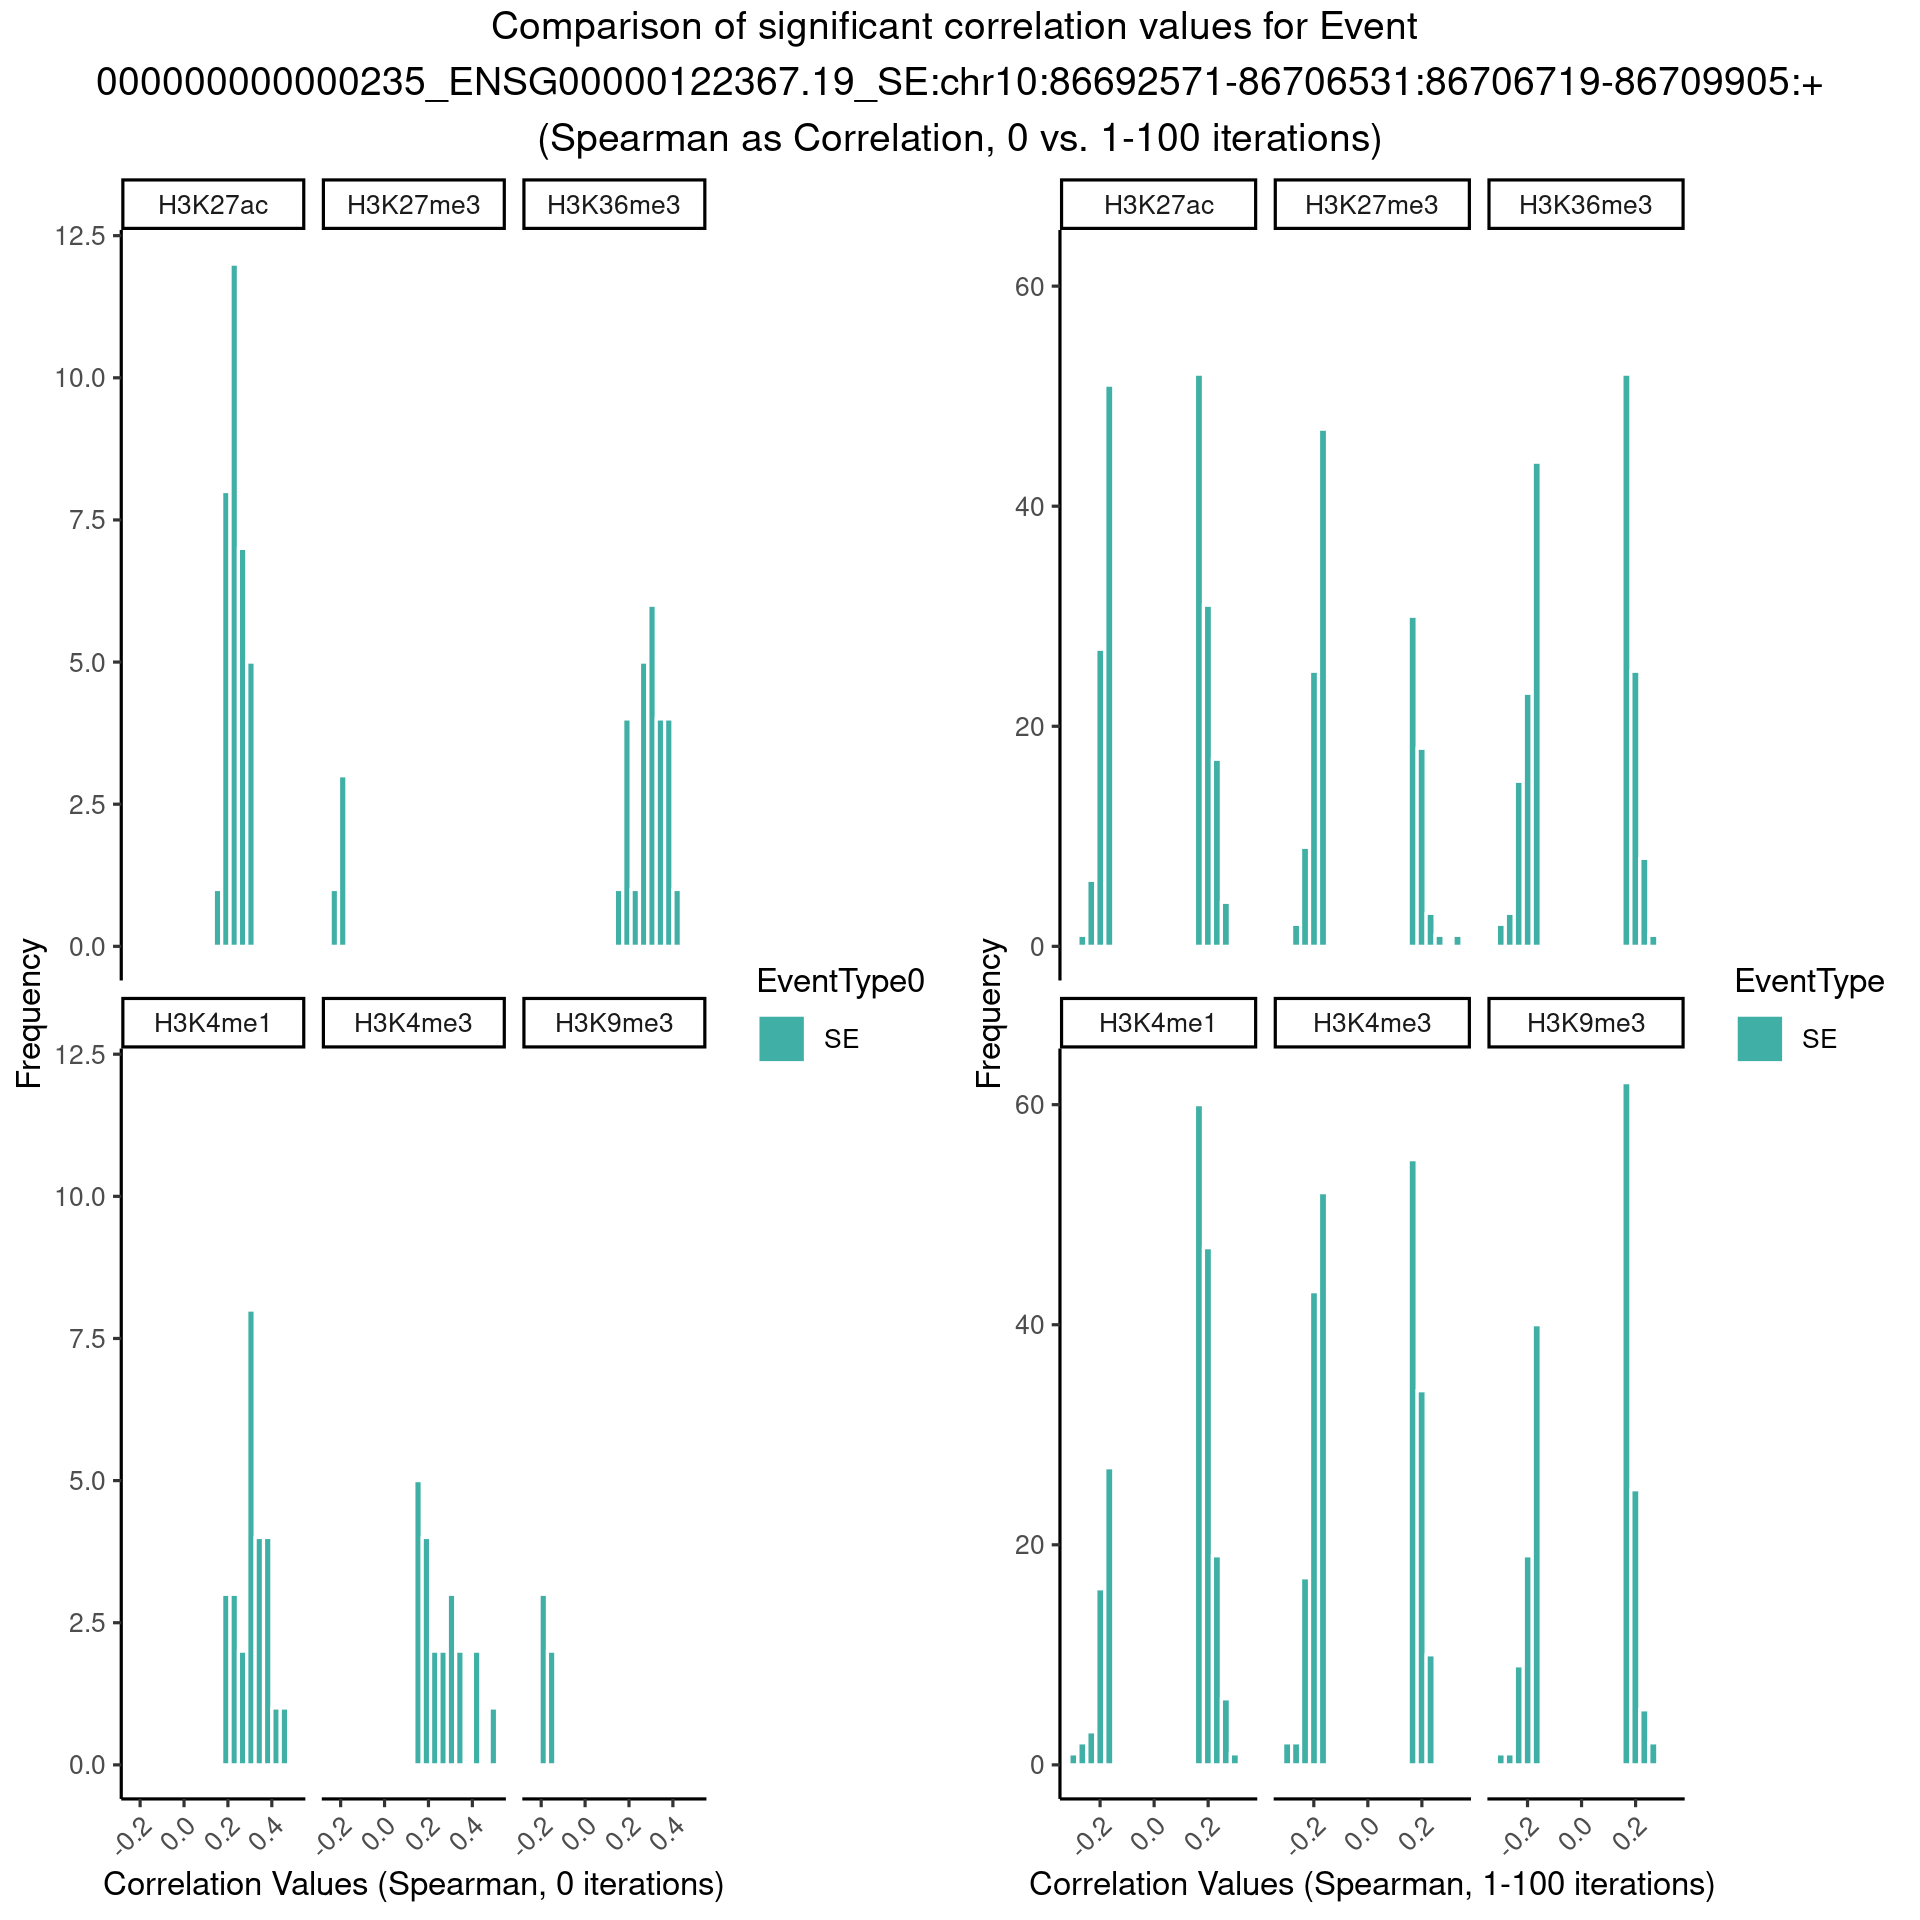 Comparison of significant correlation values for Event
000000000000235_ENSG00000122367.19_SE:chr10:86692571-86706531:86706719-86709905:+
(Spearman as Correlation, 0 vs. 1-100 iterations)
H3K27ac
H3K27me3
H3K36me3
12.5
10.0
7.5
5.0
2.5
0.0
H3K4me1
H3K4me3
H3K9me3
12.5
10.0
7.5
5.0
2.5
0.0
-0.2
0.0
0.2
0.4
-0.2
0.0
0.2
0.4
-0.2
0.0
0.2
0.4
Frequency
Correlation Values (Spearman, 0 iterations)
EventType0
SE
H3K27ac
H3K27me3
H3K36me3
60
40
20
0
H3K4me1
H3K4me3
H3K9me3
60
40
20
0
-0.2
0.0
0.2
-0.2
0.0
0.2
-0.2
0.0
0.2
Frequency
Correlation Values (Spearman, 1-100 iterations)
EventType
SE